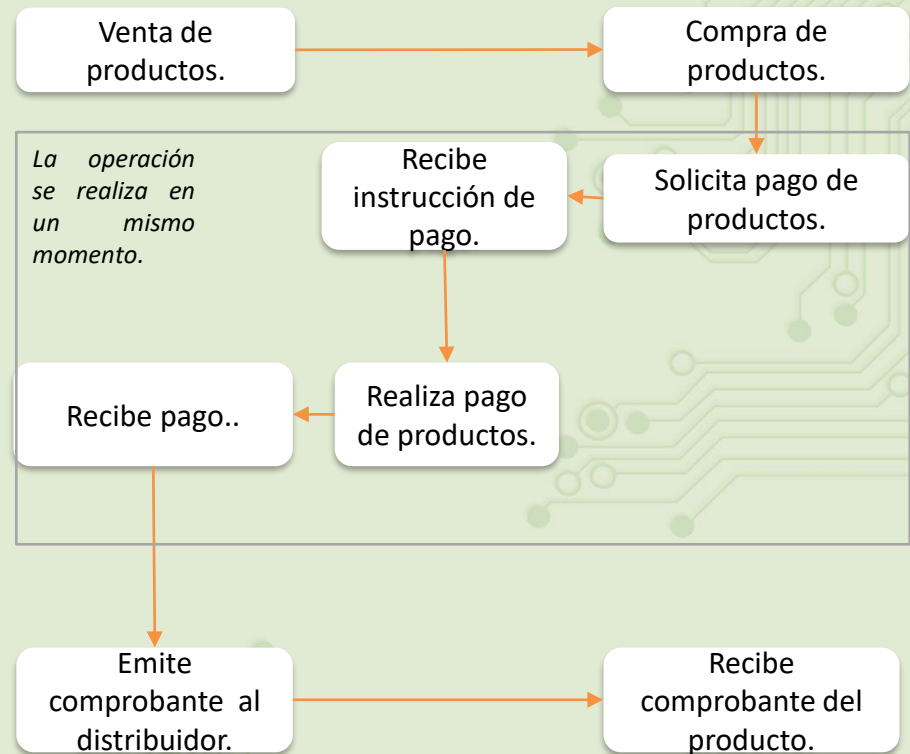 Venta de
productos.
Compra de
productos.
La operación
se realiza en
un mismo
momento.
Recibe
instrucción de
pago.
Solicita pago de
productos.
Recibe pago..
Realiza pago
de productos.
Emite
comprobante al
distribuidor.
Recibe
comprobante del
producto.